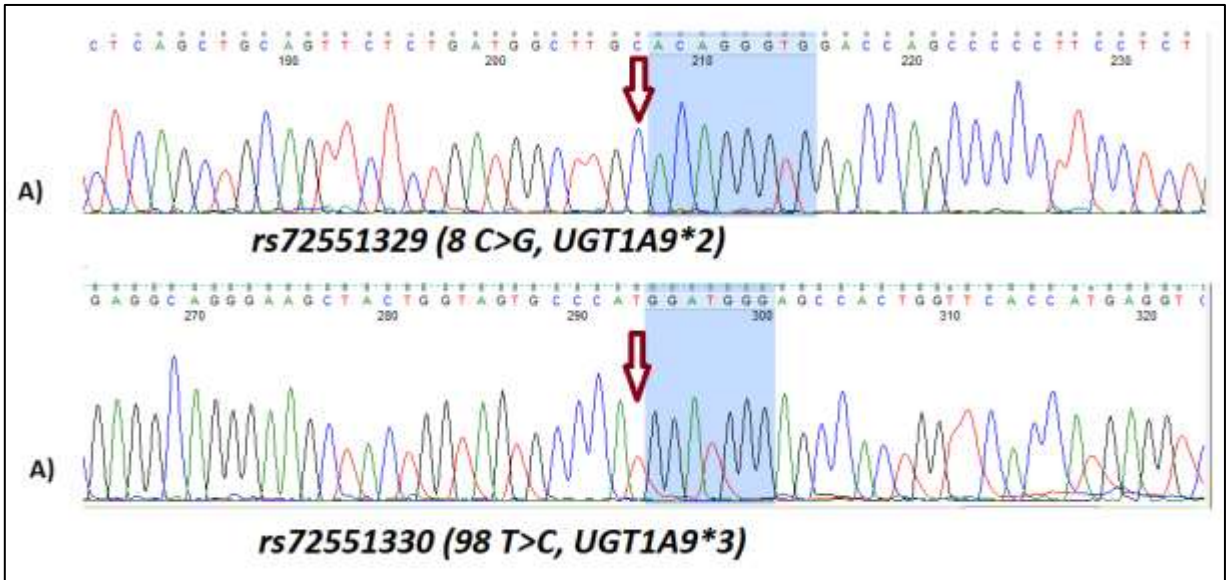 C T C A G C T G C A G T T C T C T G A T G G C T T G C A C A G G G T G G A C C A G C C C C C T T C C T C T
190 200 210 220 230
A)
rs72551329 (8 C>G, UGT1A9*2)
G A G G C A G G G A A G C T A C T G G T A G T G C C C A T G G A T G G G A G C C A C T G G T T C A C C A T G A G G T C
270 280 290 300 310 320
A)
rs72551330 (98 T>C, UGT1A9*3)